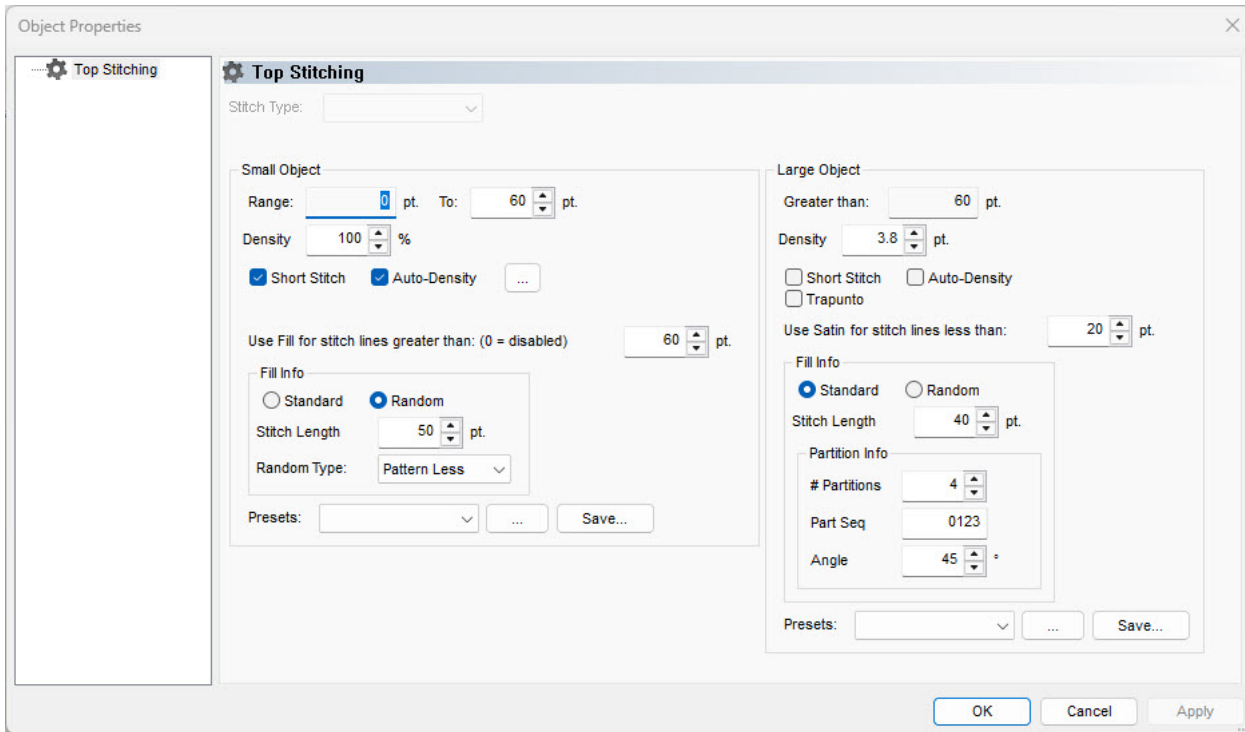 Object Properties
Top Stitching
Top Stitching
Stitch Type:
Small Object
Range: 0 pt. To: 60 pt.
Density 100 %
Short Stitch Auto-Density ...
Use Fill for stitch lines greater than: (0 = disabled) 60 pt.
Fill Info
Standard Random
Stitch Length 50 pt.
Random Type: Pattern Less
Presets: ... Save...
Large Object
Greater than: 60 pt.
Density 3.8 pt.
Short Stitch Auto-Density
Trapunto
Use Satin for stitch lines less than: 20 pt.
Fill Info
Standard Random
Stitch Length 40 pt.
Partition Info
# Partitions 4
Part Seq 0123
Angle 45 °
Presets: ... Save...
OK Cancel Apply